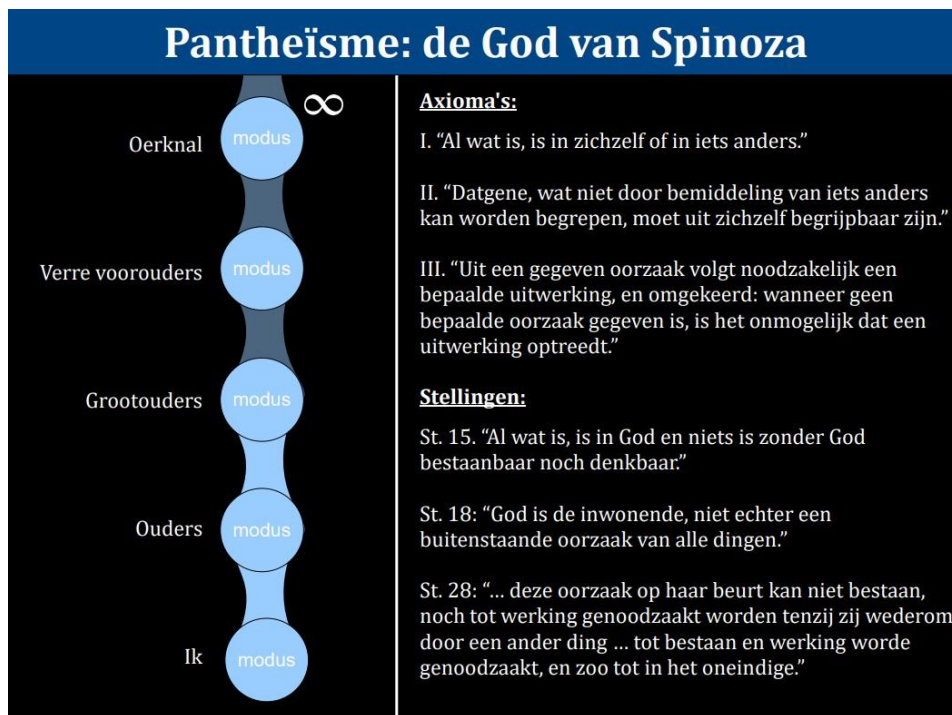 Pantheïsme: de God van Spinoza
∞
Oerknal
modus
Verre voorouders
modus
Grootouders
modus
Ouders
modus
Ik
modus
Axioma's:
I. “Al wat is, is in zichzelf of in iets anders.”
II. “Datgene, wat niet door bemiddeling van iets anders
kan worden begrepen, moet uit zichzelf begrijpbaar zijn.”
III. “Uit een gegeven oorzaak volgt noodzakelijk een
bepaalde uitwerking, en omgekeerd: wanneer geen
bepaalde oorzaak gegeven is, is het onmogelijk dat een
uitwerking optreedt.”
Stellingen:
St. 15. “Al wat is, is in God en niets is zonder God
bestaanbaar noch denkbaar.”
St. 18: “God is de inwonende, niet echter een
buitenstaande oorzaak van alle dingen.”
St. 28: “... deze oorzaak op haar beurt kan niet bestaan,
noch tot werking genoodzaakt worden tenzij zij wederom
door een ander ding ... tot bestaan en werking worde
genoodzaakt, en zoo tot in het oneindige.”